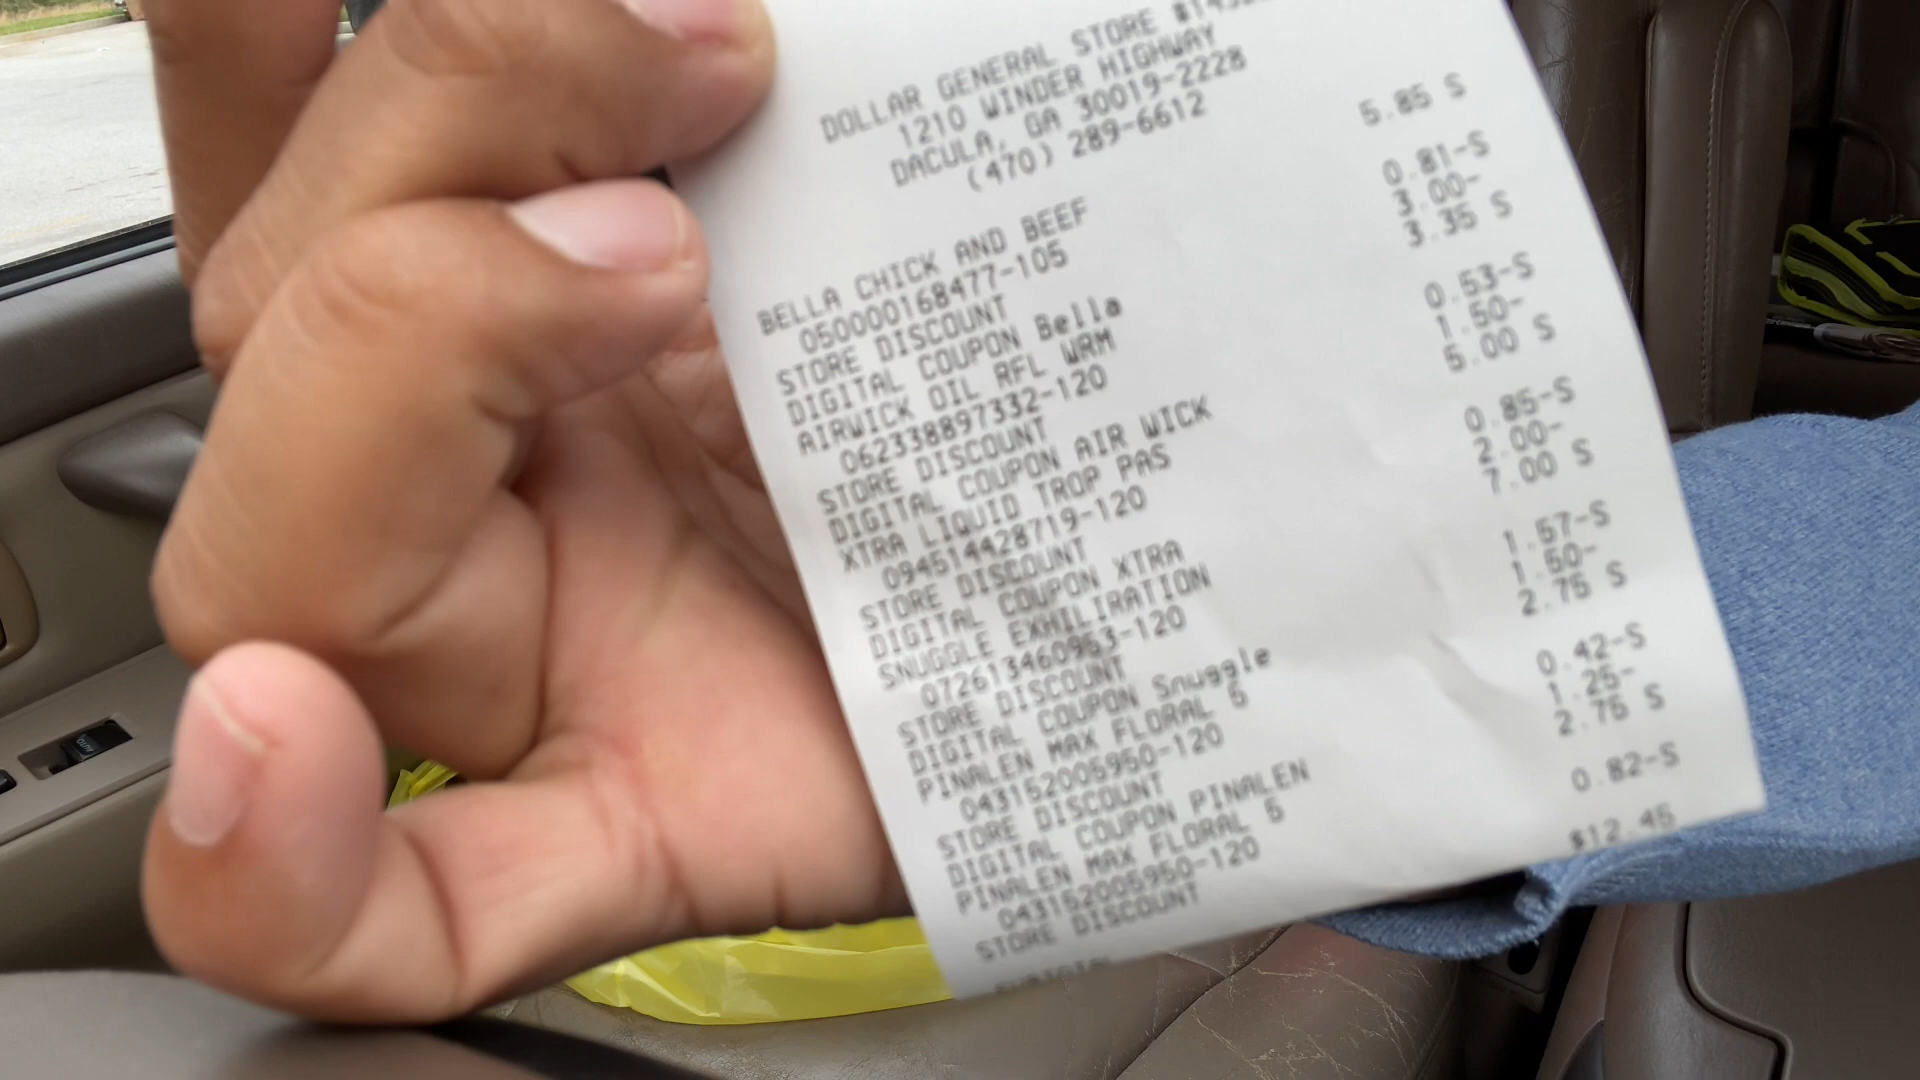 DOLLAR GENERAL STORE
1210 WINDER HIGHWAY
DACULA, GA 30019-2228
(470) 289-6612
BELLA CHICK AND BEEF 5.85 S
050000168477-105
STORE DISCOUNT 0.81-S
DIGITAL COUPON Bella 3.00-
AIRWICK OIL RFL WRM 3.35 S
062338897332-120
STORE DISCOUNT 0.53-S
DIGITAL COUPON AIR WICK 1.50-
XTRA LIQUID TROP PAS 5.00 S
094514428719-120
STORE DISCOUNT 0.85-S
DIGITAL COUPON XTRA 2.00-
SNUGGLE EXHILIRATION 7.00 S
072613460953-120
STORE DISCOUNT 1.57-S
DIGITAL COUPON Snuggle 1.50-
PINALEN MAX FLORAL 5 2.75 S
043152005950-120
STORE DISCOUNT 0.42-S
DIGITAL COUPON PINALEN 1.25-
PINALEN MAX FLORAL 5 2.75 S
043152005950-120
STORE DISCOUNT 0.82-S
$12.45
AUTO